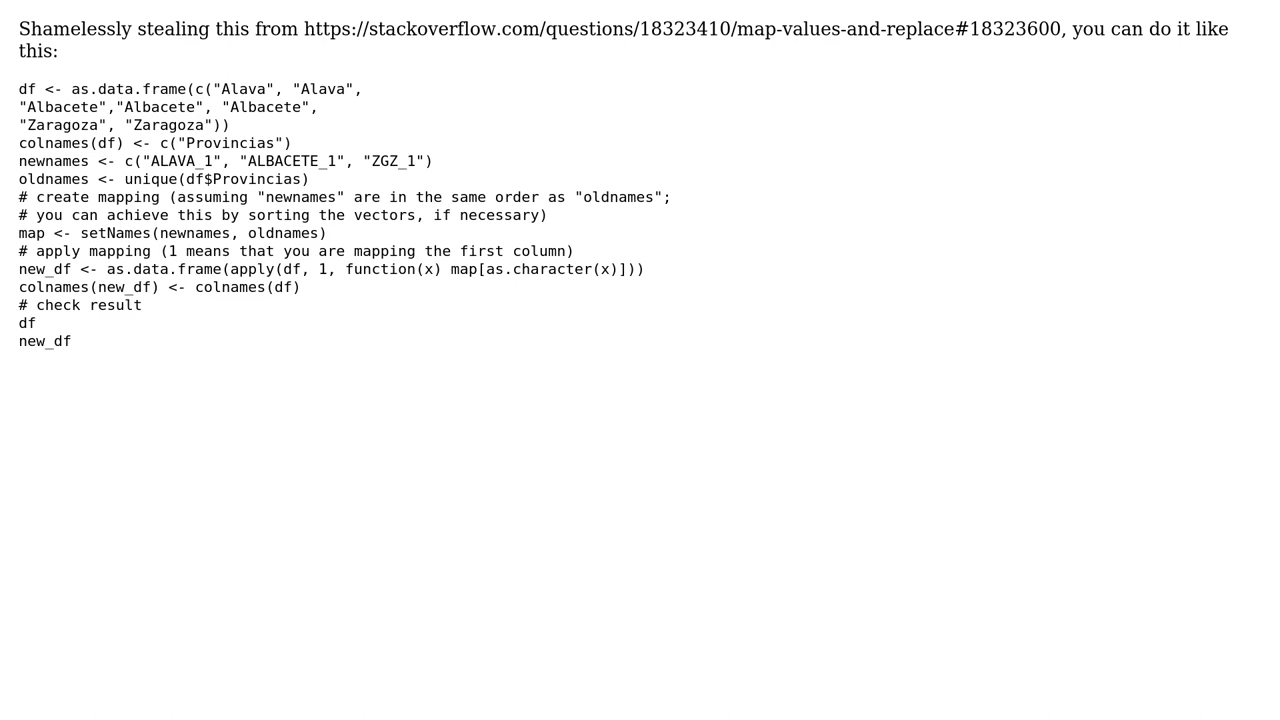 Shamelessly stealing this from https://stackoverflow.com/questions/18323410/map-values-and-replace#18323600, you can do it like
this:
df <- as.data.frame(c("Alava", "Alava",
"Albacete","Albacete", "Albacete",
"Zaragoza", "Zaragoza"))
colnames(df) <- c("Provincias")
newnames <- c("ALAVA_1", "ALBACETE_1", "ZGZ_1")
oldnames <- unique(df$Provincias)
# create mapping (assuming "newnames" are in the same order as "oldnames";
# you can achieve this by sorting the vectors, if necessary)
map <- setNames(newnames, oldnames)
# apply mapping (1 means that you are mapping the first column)
new_df <- as.data.frame(apply(df, 1, function(x) map[as.character(x)]))
colnames(new_df) <- colnames(df)
# check result
df
new_df